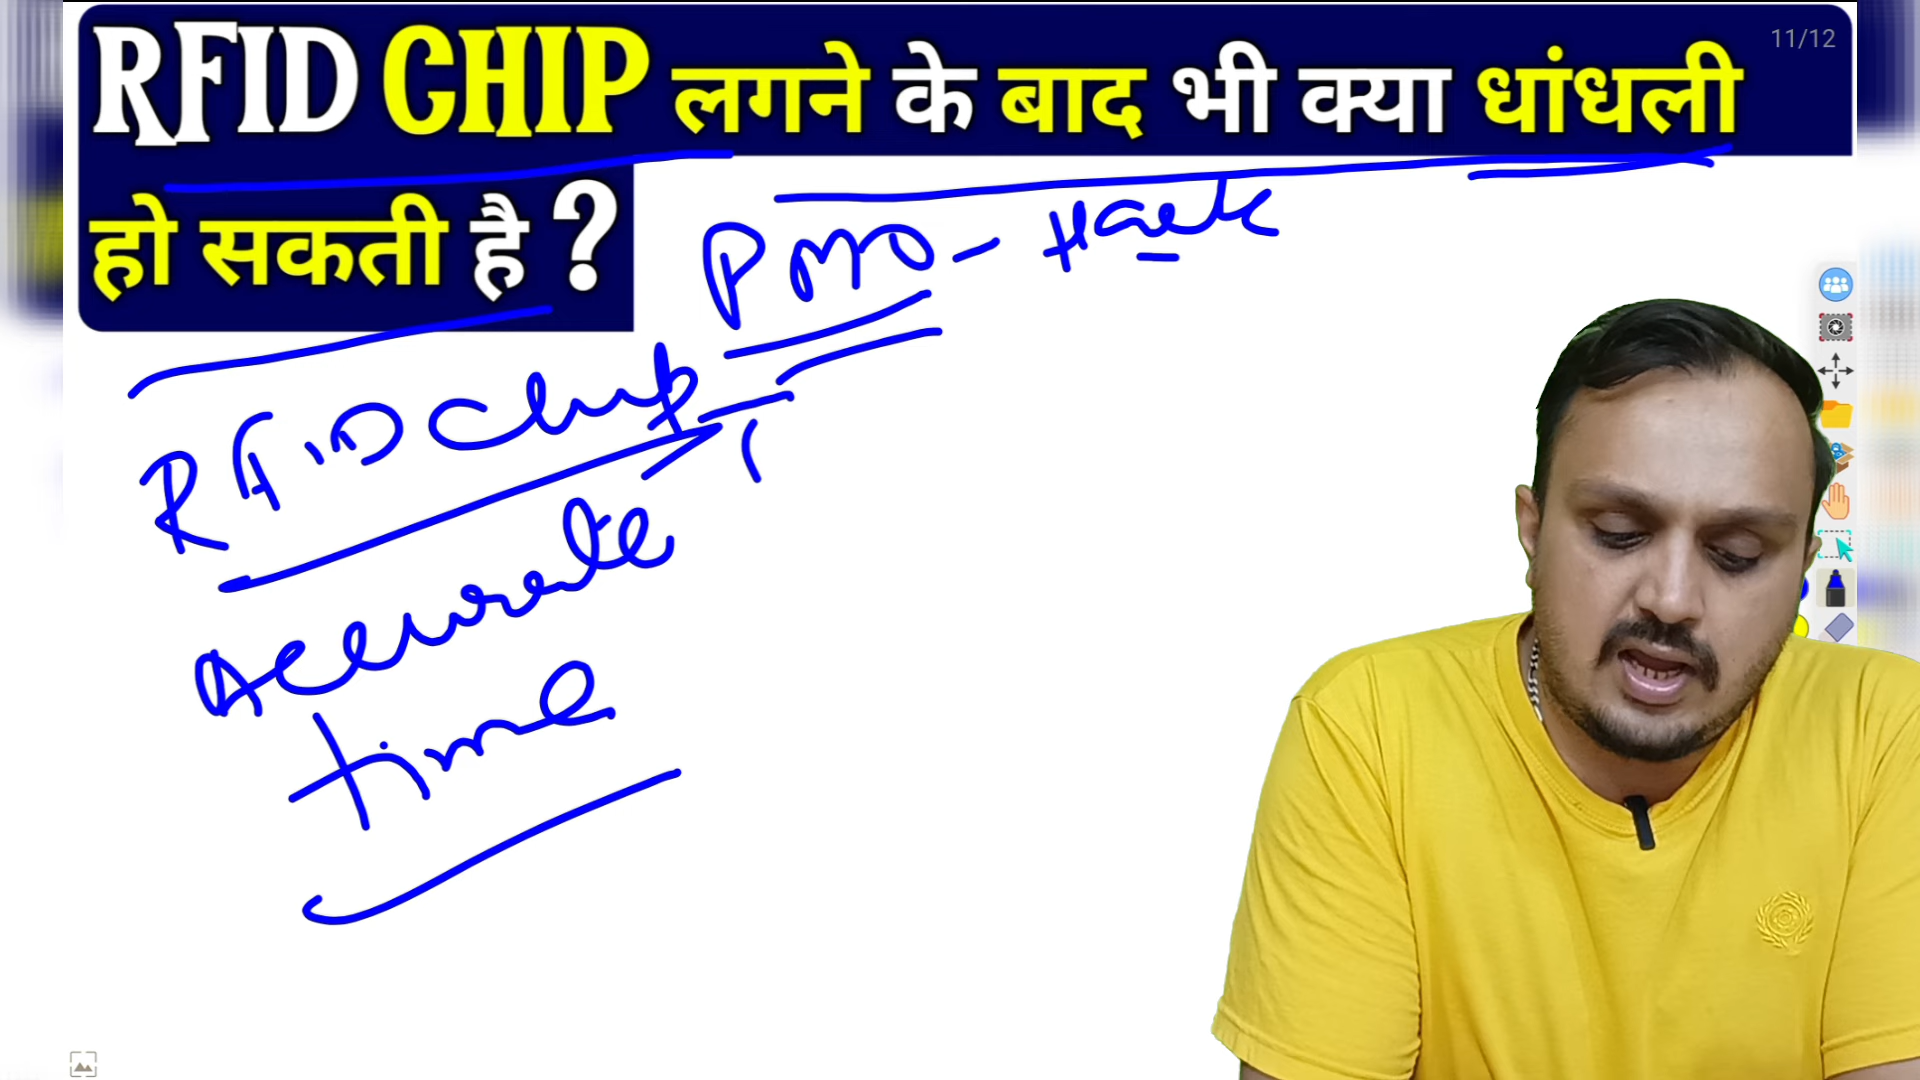 RFID CHIP लगने के बाद भी क्या धांधली
हो सकती है ?
11/12
PMO - Hack
RFID Chip
Accurate
time